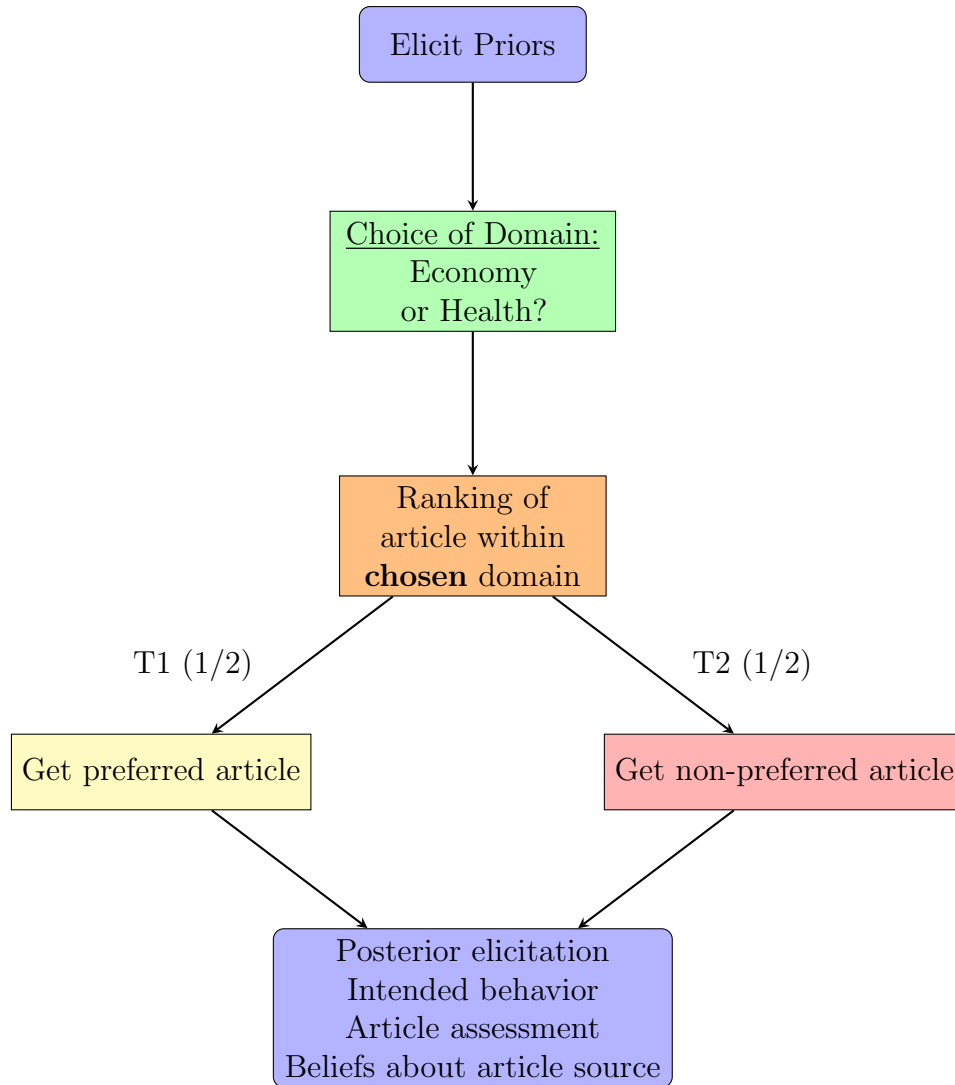 Elicit Priors
Choice of Domain:
Economy
or Health?
Ranking of
article within
chosen domain
T1 (1/2)
T2 (1/2)
Get preferred article
Get non-preferred article
Posterior elicitation
Intended behavior
Article assessment
Beliefs about article source